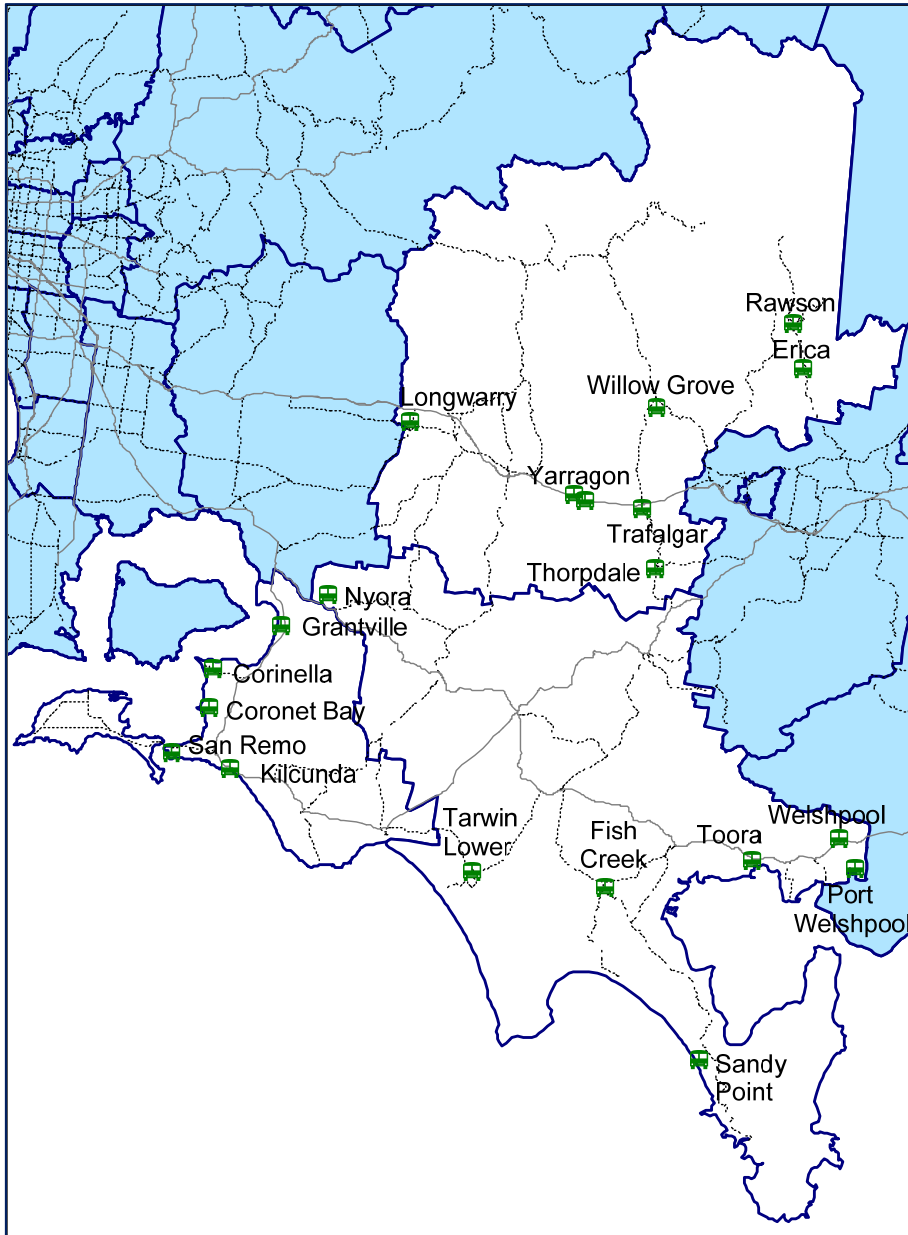 Rawson
Erica
Willow Grove
Longwarry
Yarragon
Trafalgar
Thorpdale
Nyora
Grantville
Corinella
Coronet Bay
San Remo
Kilcunda
Tarwin
Lower
Fish
Creek
Toora
Welshpool
Port
Welshpool
Sandy
Point